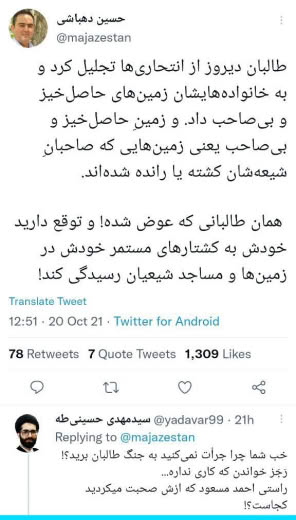 حسین دهباشی
@majazestan
طالبان دیروز از انتحاری‌ها تجلیل کرد و
به خانواده‌هایشان زمین‌های حاصل‌خیز
و بی‌صاحب داد. و زمینِ حاصل‌خیز و
بی‌صاحب یعنی زمین‌هایی که صاحبانِ
شیعه‌شان کشته یا رانده شده‌اند.
همان طالبانی که عوض شده! و توقع دارید
خودش به کشتارهای مستمر خودش در
زمین‌ها و مساجد شیعیان رسیدگی کند!
Translate Tweet
12:51 · 20 Oct 21 · Twitter for Android
78 Retweets 7 Quote Tweets 1,309 Likes
سیدمهدی حسینی‌طه @yadavar99 · 21h
Replying to @majazestan
خب شما چرا جرأت نمی‌کنید به جنگ طالبان برید؟!
رَجَز خواندن که کاری نداره...
راستی احمد مسعود که ازش صحبت میکردید
کجاست؟!